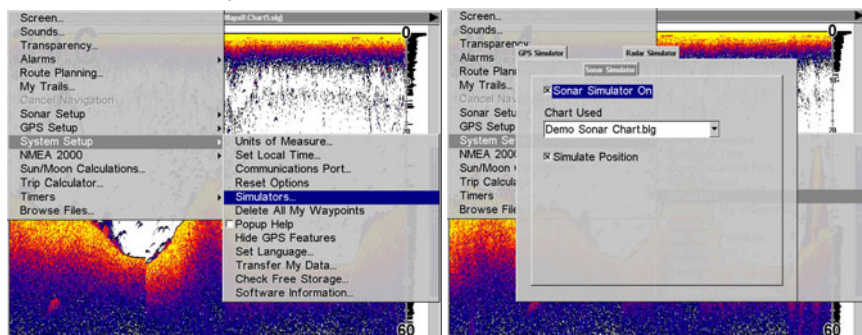 Screen...
Sounds...
Transparency...
Alarms
Route Planning...
My Trails...
Cancel Navigation
Sonar Setup
GPS Setup
System Setup
NMEA 2000
Sun/Moon Calculations...
Trip Calculator...
Timers
Browse Files...
Units of Measure...
Set Local Time...
Communications Port...
Reset Options
Simulators...
Delete All My Waypoints
Popup Help
Hide GPS Features
Set Language...
Transfer My Data...
Check Free Storage...
Software Information...
0
60
Screen...
Sounds...
Transparency
Alarms
Route Plann
My Trails...
Cancel Nav
Sonar Setu
GPS Setup
System Se
NMEA 2000
Sun/Moon
Trip Calcula
Timers
Browse File
GPS Simulator
Radar Simulator
Sonar Simulator
Sonar Simulator On
Chart Used
Demo Sonar Chart.blg
Simulate Position
0
60